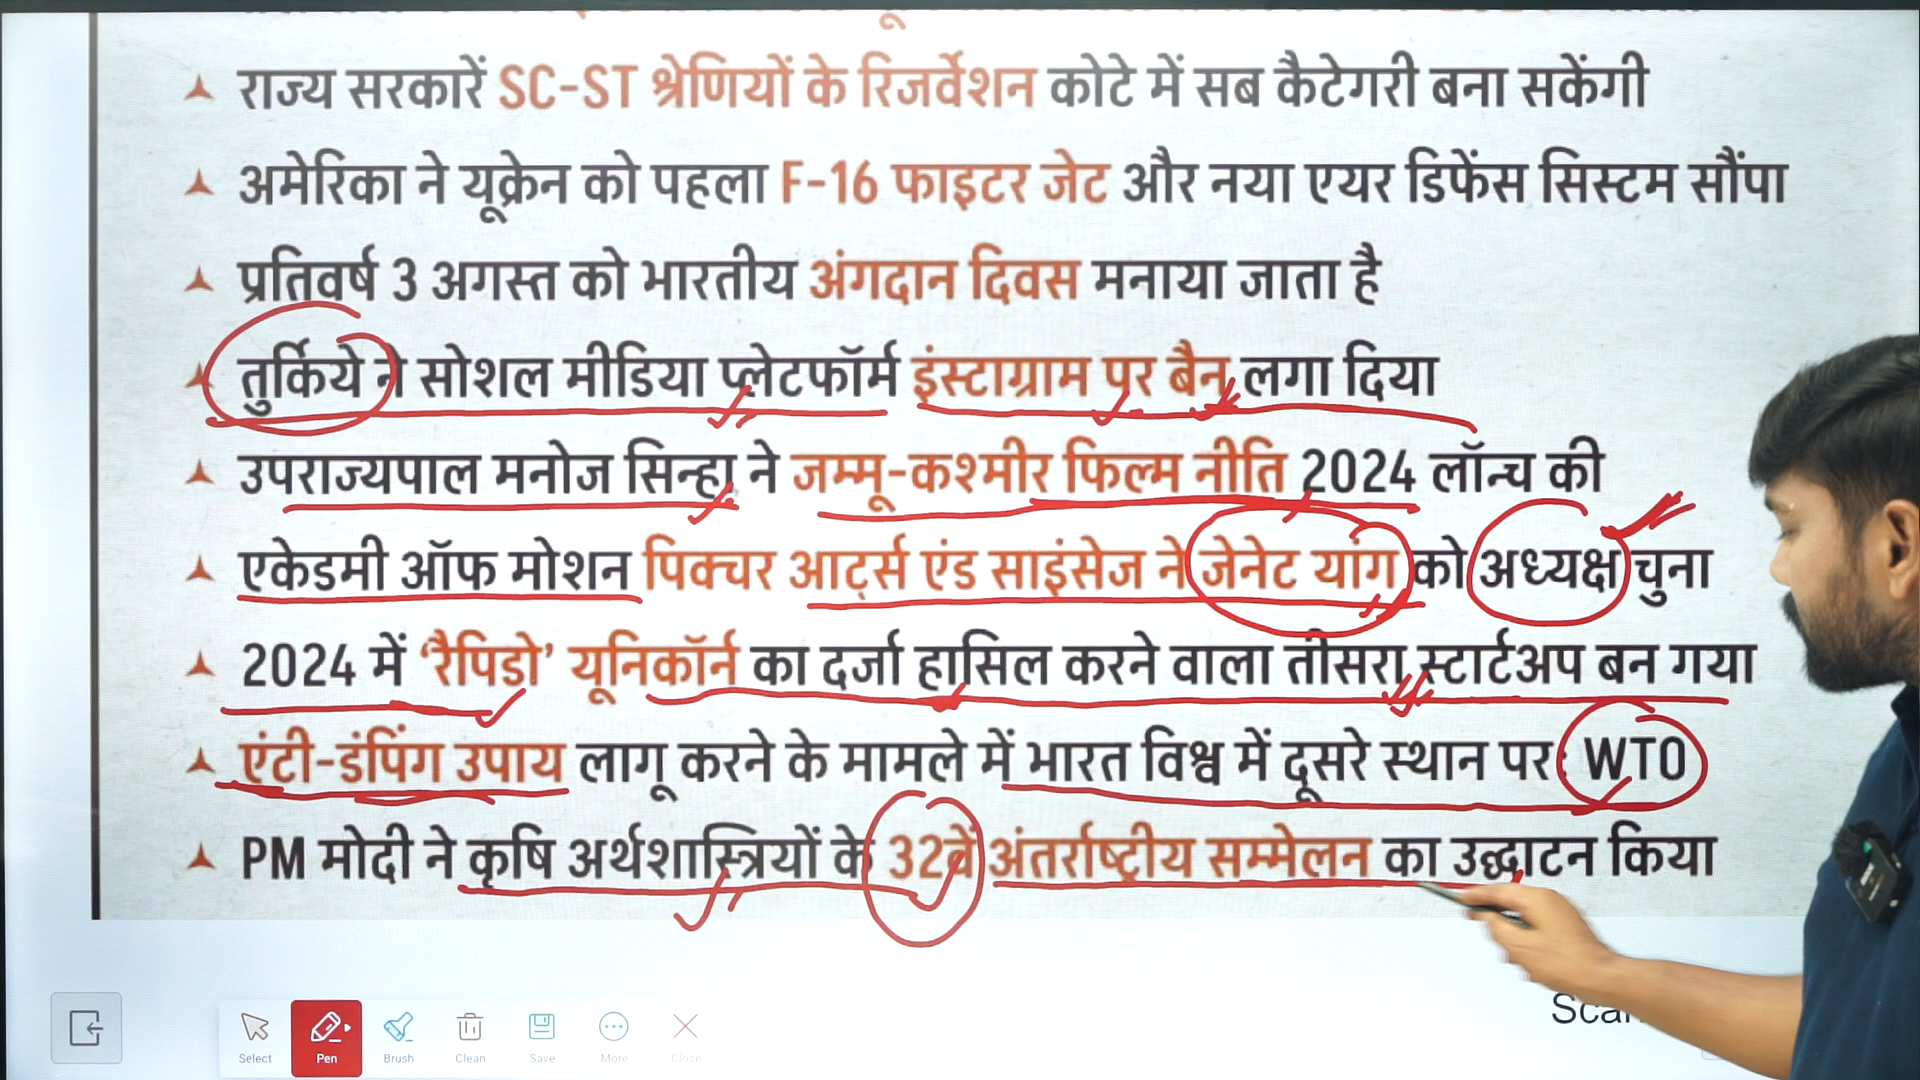 राज्य सरकारें SC-ST श्रेणियों के रिजर्वेशन कोटे में सब कैटेगरी बना सकेंगी
अमेरिका ने यूक्रेन को पहला F-16 फाइटर जेट और नया एयर डिफेंस सिस्टम सौंपा
प्रतिवर्ष 3 अगस्त को भारतीय अंगदान दिवस मनाया जाता है
तुर्किये ने सोशल मीडिया प्लेटफॉर्म इंस्टाग्राम पर बैन लगा दिया
उपराज्यपाल मनोज सिन्हा ने जम्मू-कश्मीर फिल्म नीति 2024 लॉन्च की
एकेडमी ऑफ मोशन पिक्चर आर्ट्स एंड साइंसेज ने जेनेट यांग को अध्यक्ष चुना
2024 में ‘रैपिडो’ यूनिकॉर्न का दर्जा हासिल करने वाला तीसरा स्टार्टअप बन गया
एंटी-डंपिंग उपाय लागू करने के मामले में भारत विश्व में दूसरे स्थान पर: WTO
PM मोदी ने कृषि अर्थशास्त्रियों के 32वें अंतर्राष्ट्रीय सम्मेलन का उद्घाटन किया
Select Pen Brush Clean Save More Close